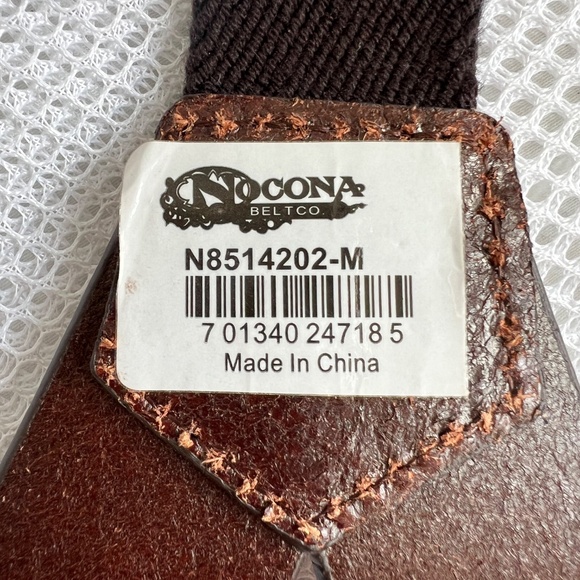 NOCONA
BELT CO.
N8514202-M
7 01340 24718 5
Made In China